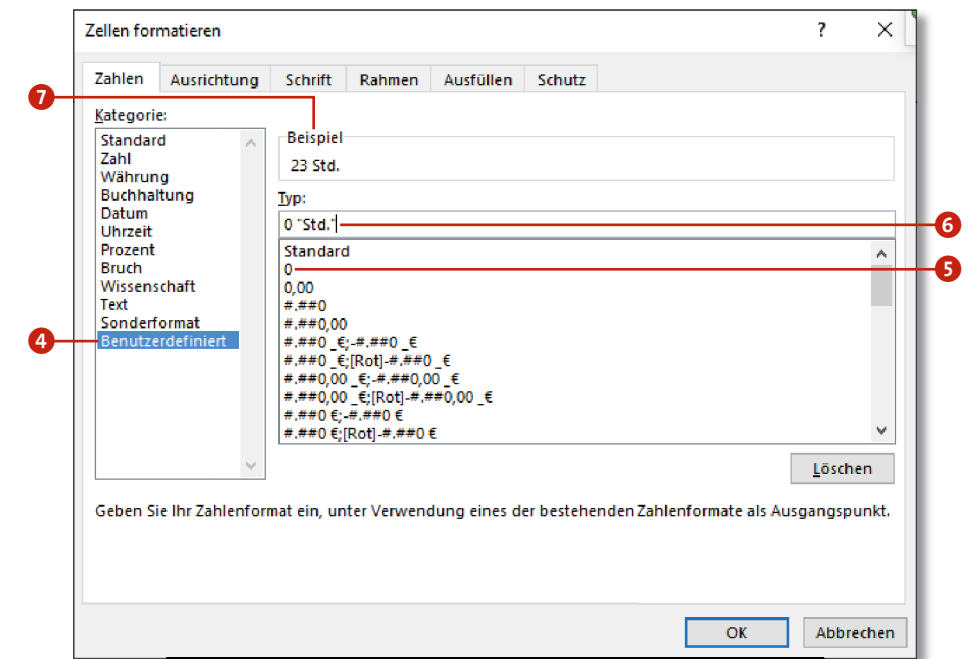 Zellen formatieren ? ×
Zahlen Ausrichtung Schrift Rahmen Ausfüllen Schutz
7
Kategorie:
Standard
Zahl
Währung
Buchhaltung
Datum
Uhrzeit
Prozent
Bruch
Wissenschaft
Text
Sonderformat
4 Benutzerdefiniert
Beispiel
23 Std.
Typ:
0 "Std." 6
Standard
0 5
0,00
#.##0
#.##0,00
#.##0 _€;-#.##0 _€
#.##0 _€;[Rot]-#.##0 _€
#.##0,00 _€;-#.##0,00 _€
#.##0,00 _€;[Rot]-#.##0,00 _€
#.##0 €;-#.##0 €
#.##0 €;[Rot]-#.##0 €
Löschen
Geben Sie Ihr Zahlenformat ein, unter Verwendung eines der bestehenden Zahlenformate als Ausgangspunkt.
OK Abbrechen